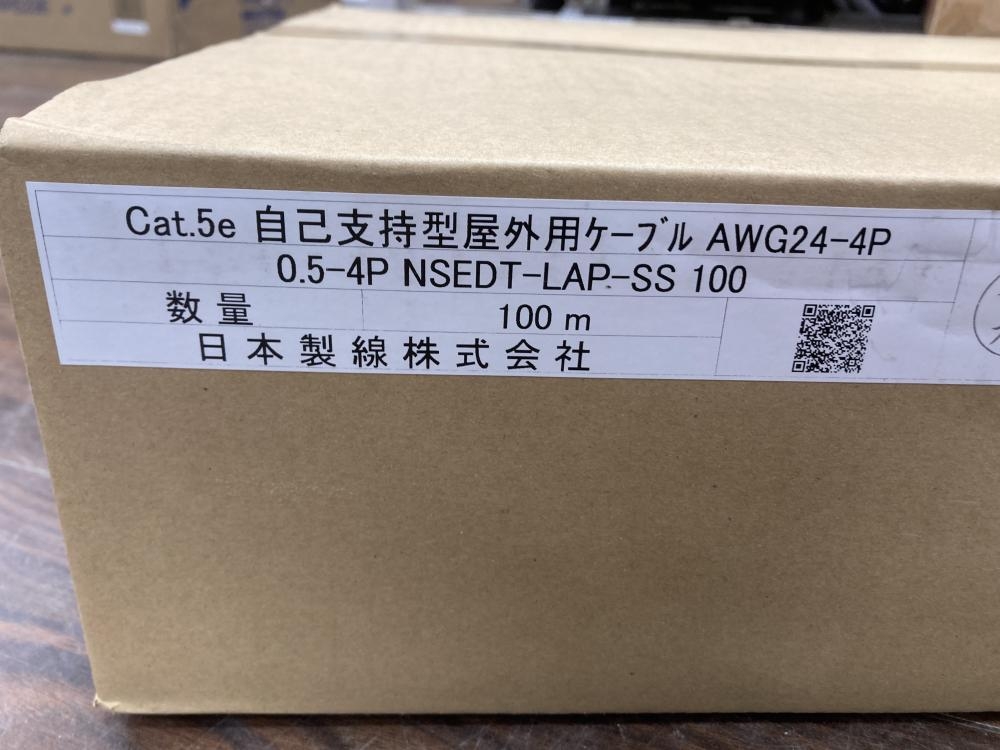 Cat.5e 自己支持型屋外用ｹｰﾌﾞﾙ AWG24-4P
0.5-4P NSEDT-LAP-SS 100
数量 100 m
日本製線株式会社